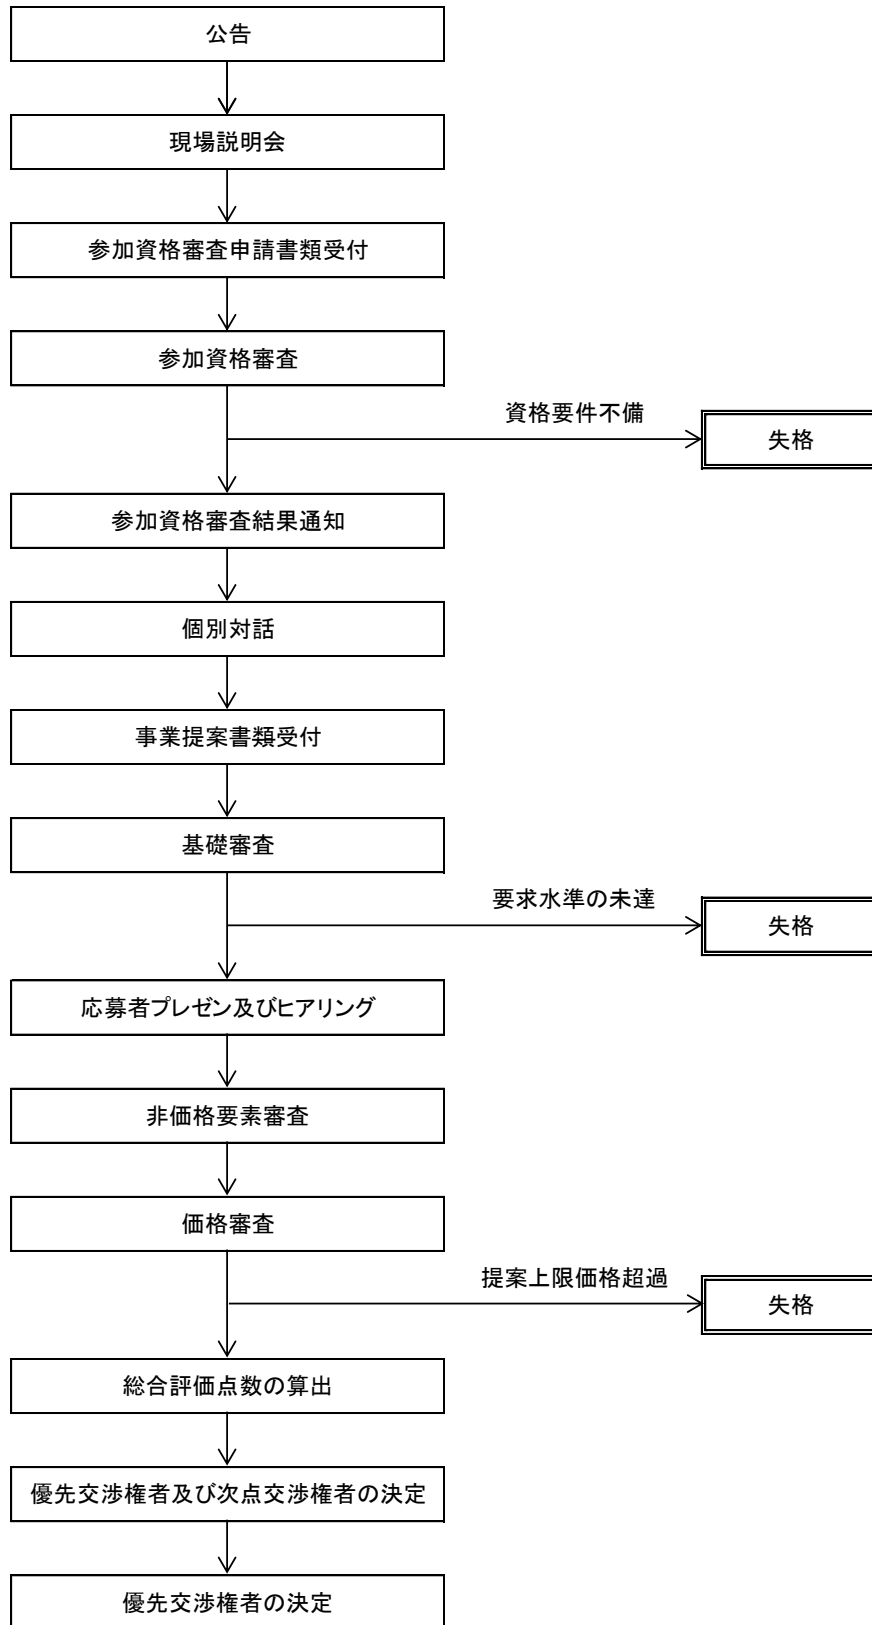 公告
現場説明会
参加資格審査申請書類受付
参加資格審査
資格要件不備
失格
参加資格審査結果通知
個別対話
事業提案書類受付
基礎審査
要求水準の未達
失格
応募者プレゼン及びヒアリング
非価格要素審査
価格審査
提案上限価格超過
失格
総合評価点数の算出
優先交渉権者及び次点交渉権者の決定
優先交渉権者の決定